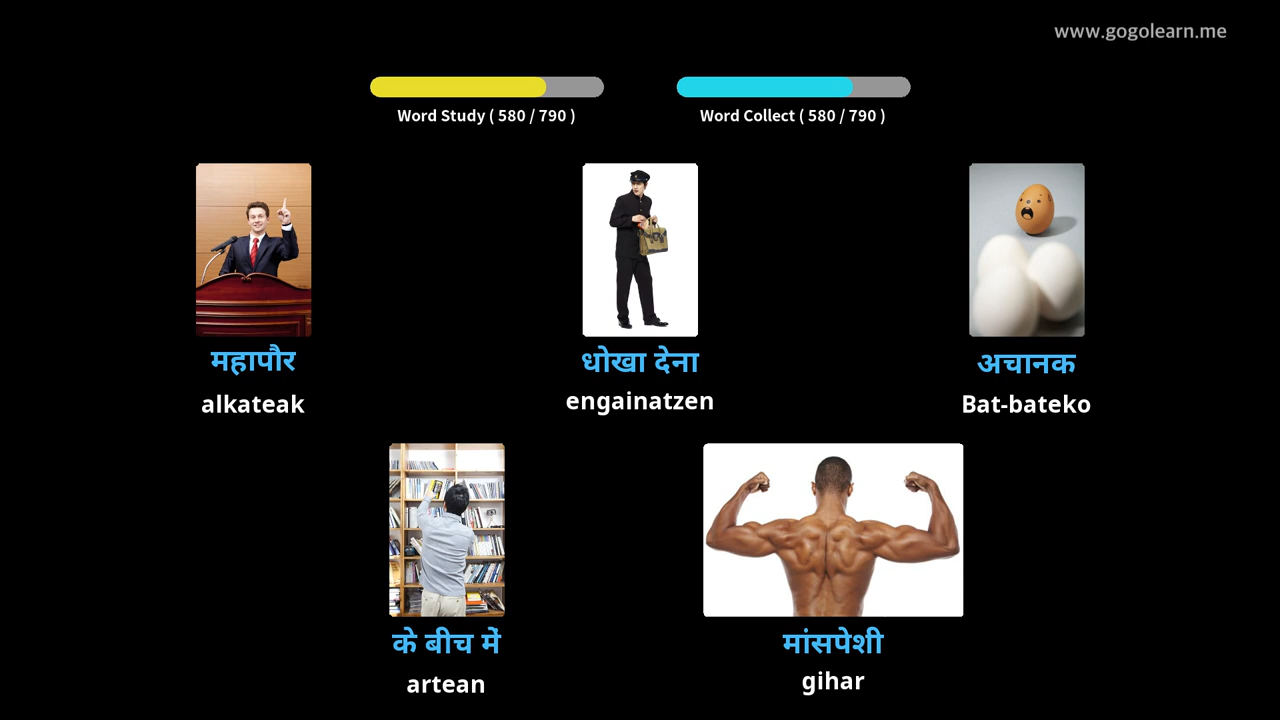 www.gogolearn.me
Word Study ( 580 / 790 )
Word Collect ( 580 / 790 )
महापौर
alkateak
धोखा देना
engainatzen
अचानक
Bat-bateko
के बीच में
artean
मांसपेशी
gihar